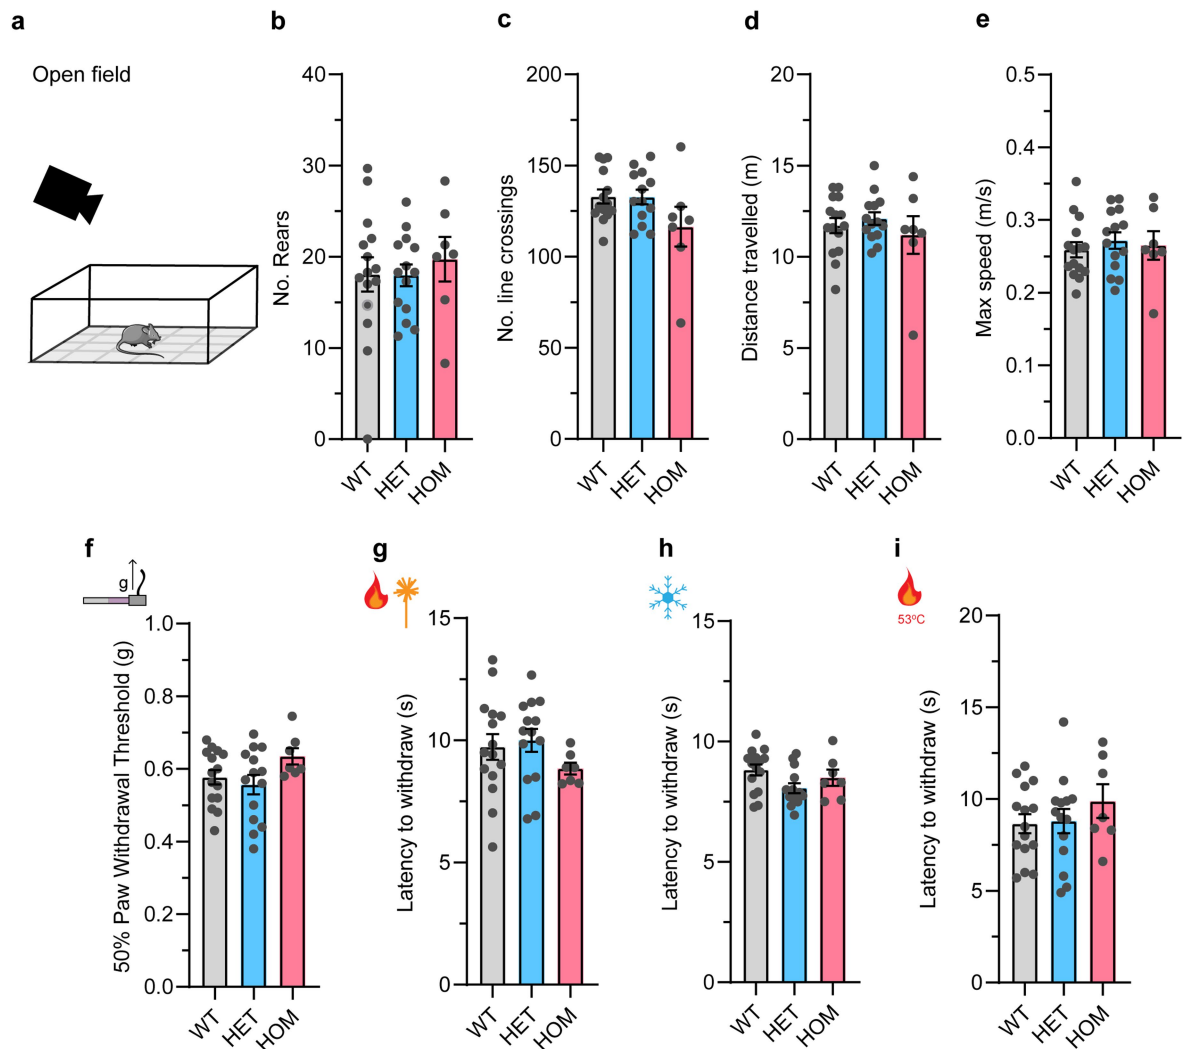 a
Open field
b
No. Rears
40
30
20
10
0
WT
HET
HOM
c
No. line crossings
200
150
100
50
0
WT
HET
HOM
d
Distance travelled (m)
20
15
10
5
0
WT
HET
HOM
e
Max speed (m/s)
0.5
0.4
0.3
0.2
0.1
0.0
WT
HET
HOM
f
g
50% Paw Withdrawal Threshold (g)
1.0
0.8
0.6
0.4
0.2
0.0
WT
HET
HOM
g
Latency to withdraw (s)
15
10
5
0
WT
HET
HOM
h
Latency to withdraw (s)
15
10
5
0
WT
HET
HOM
i
53ºC
Latency to withdraw (s)
20
15
10
5
0
WT
HET
HOM